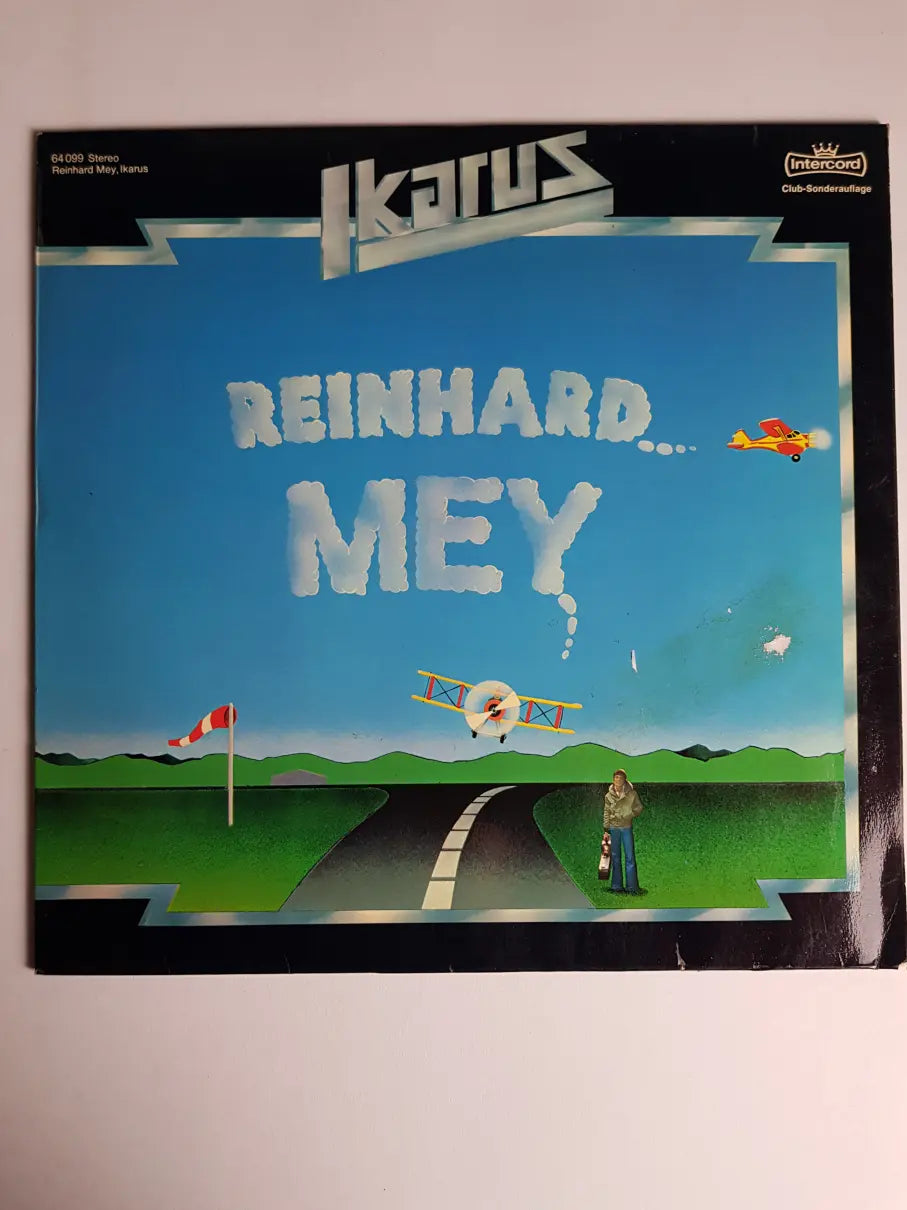 64 099 Stereo
Reinhard Mey, Ikarus
Ikarus
Intercord
Club-Sonderauflage
REINHARD
MEY